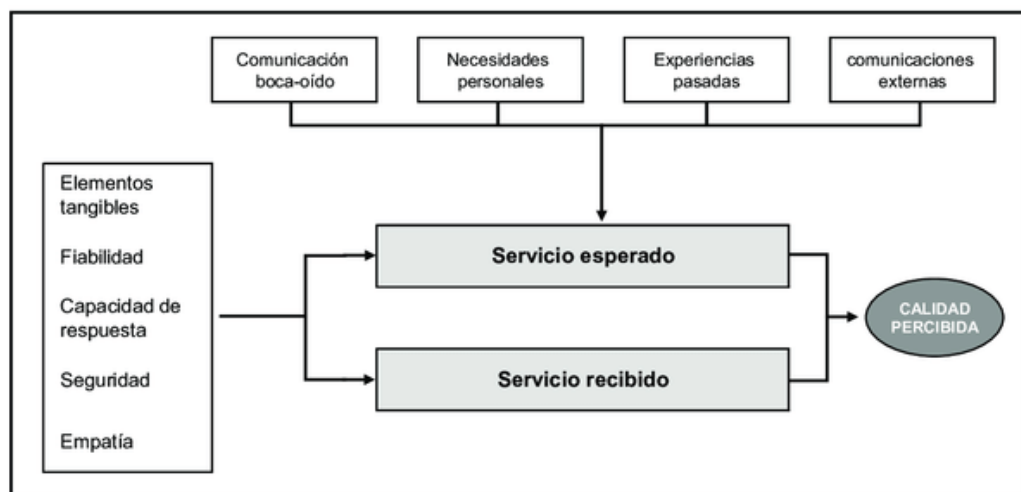 Comunicación
boca-oído
Necesidades
personales
Experiencias
pasadas
comunicaciones
externas
Elementos
tangibles
Fiabilidad
Capacidad de
respuesta
Seguridad
Empatía
Servicio esperado
Servicio recibido
CALIDAD
PERCIBIDA